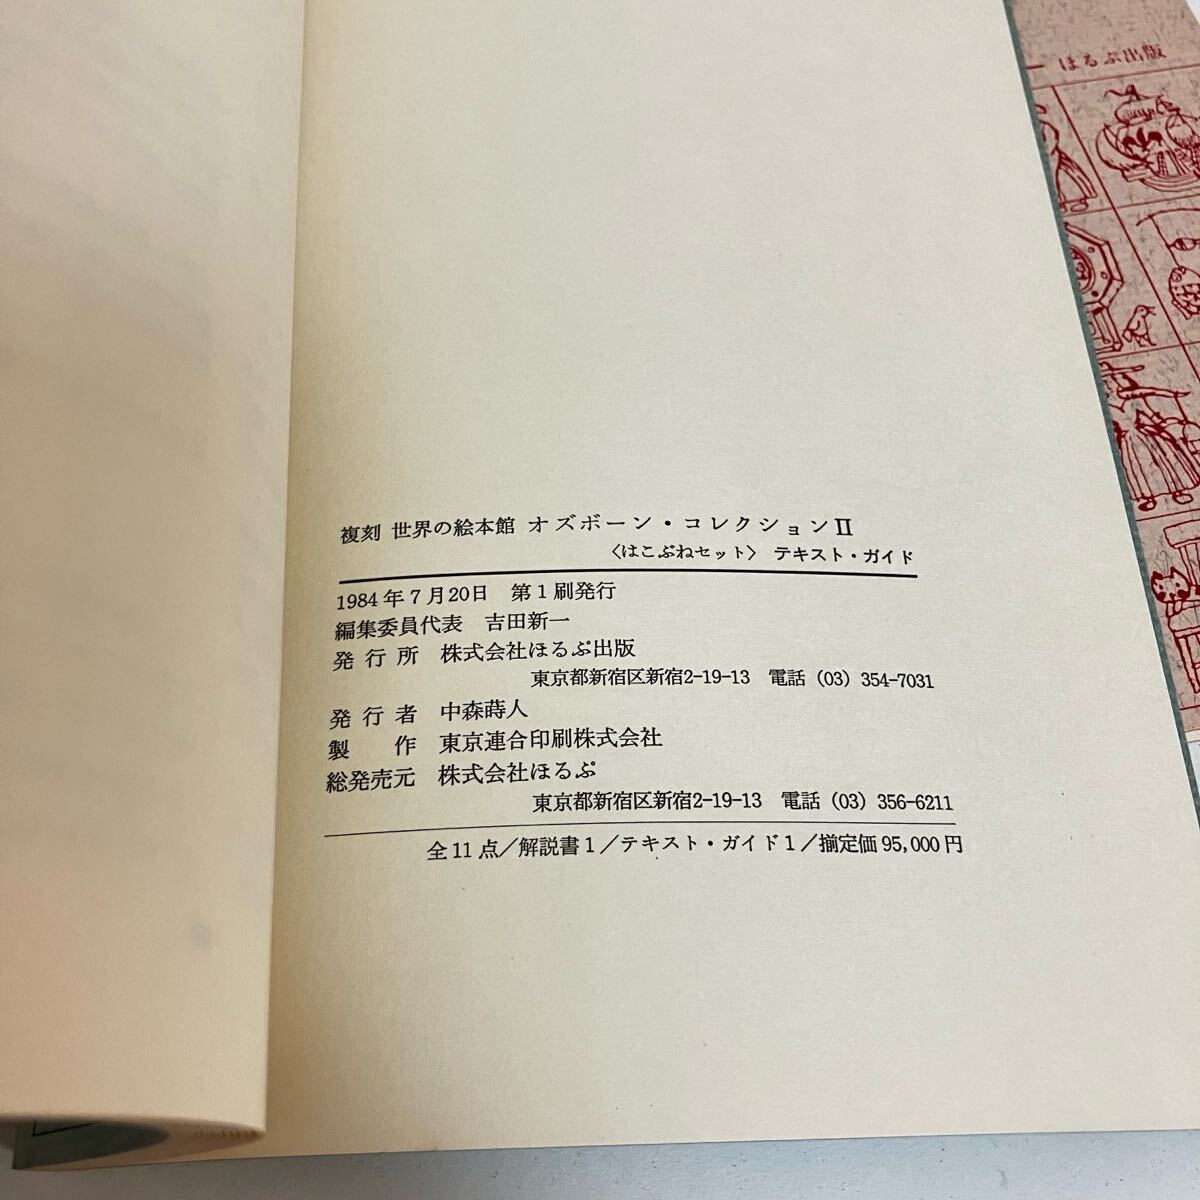 ほるぷ出版
復刻 世界の絵本館 オズボーン・コレクションⅡ
〈はこぶねセット〉 テキスト・ガイド
1984年7月20日 第1刷発行
編集委員代表 吉田新一
発行所 株式会社ほるぷ出版
東京都新宿区新宿2-19-13 電話(03)354-7031
発行者 中森蒔人
製作 東京連合印刷株式会社
総発売元 株式会社ほるぷ
東京都新宿区新宿2-19-13 電話(03)356-6211
全11点/解説書1/テキスト・ガイド1/揃定価95,000円